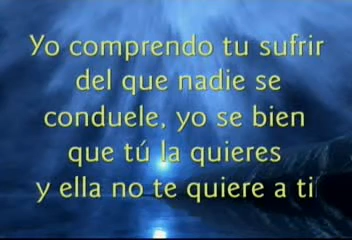 Yo comprendo tu sufrir
del que nadie se
conduele, yo se bien
que tú la quieres
y ella no te quiere a ti